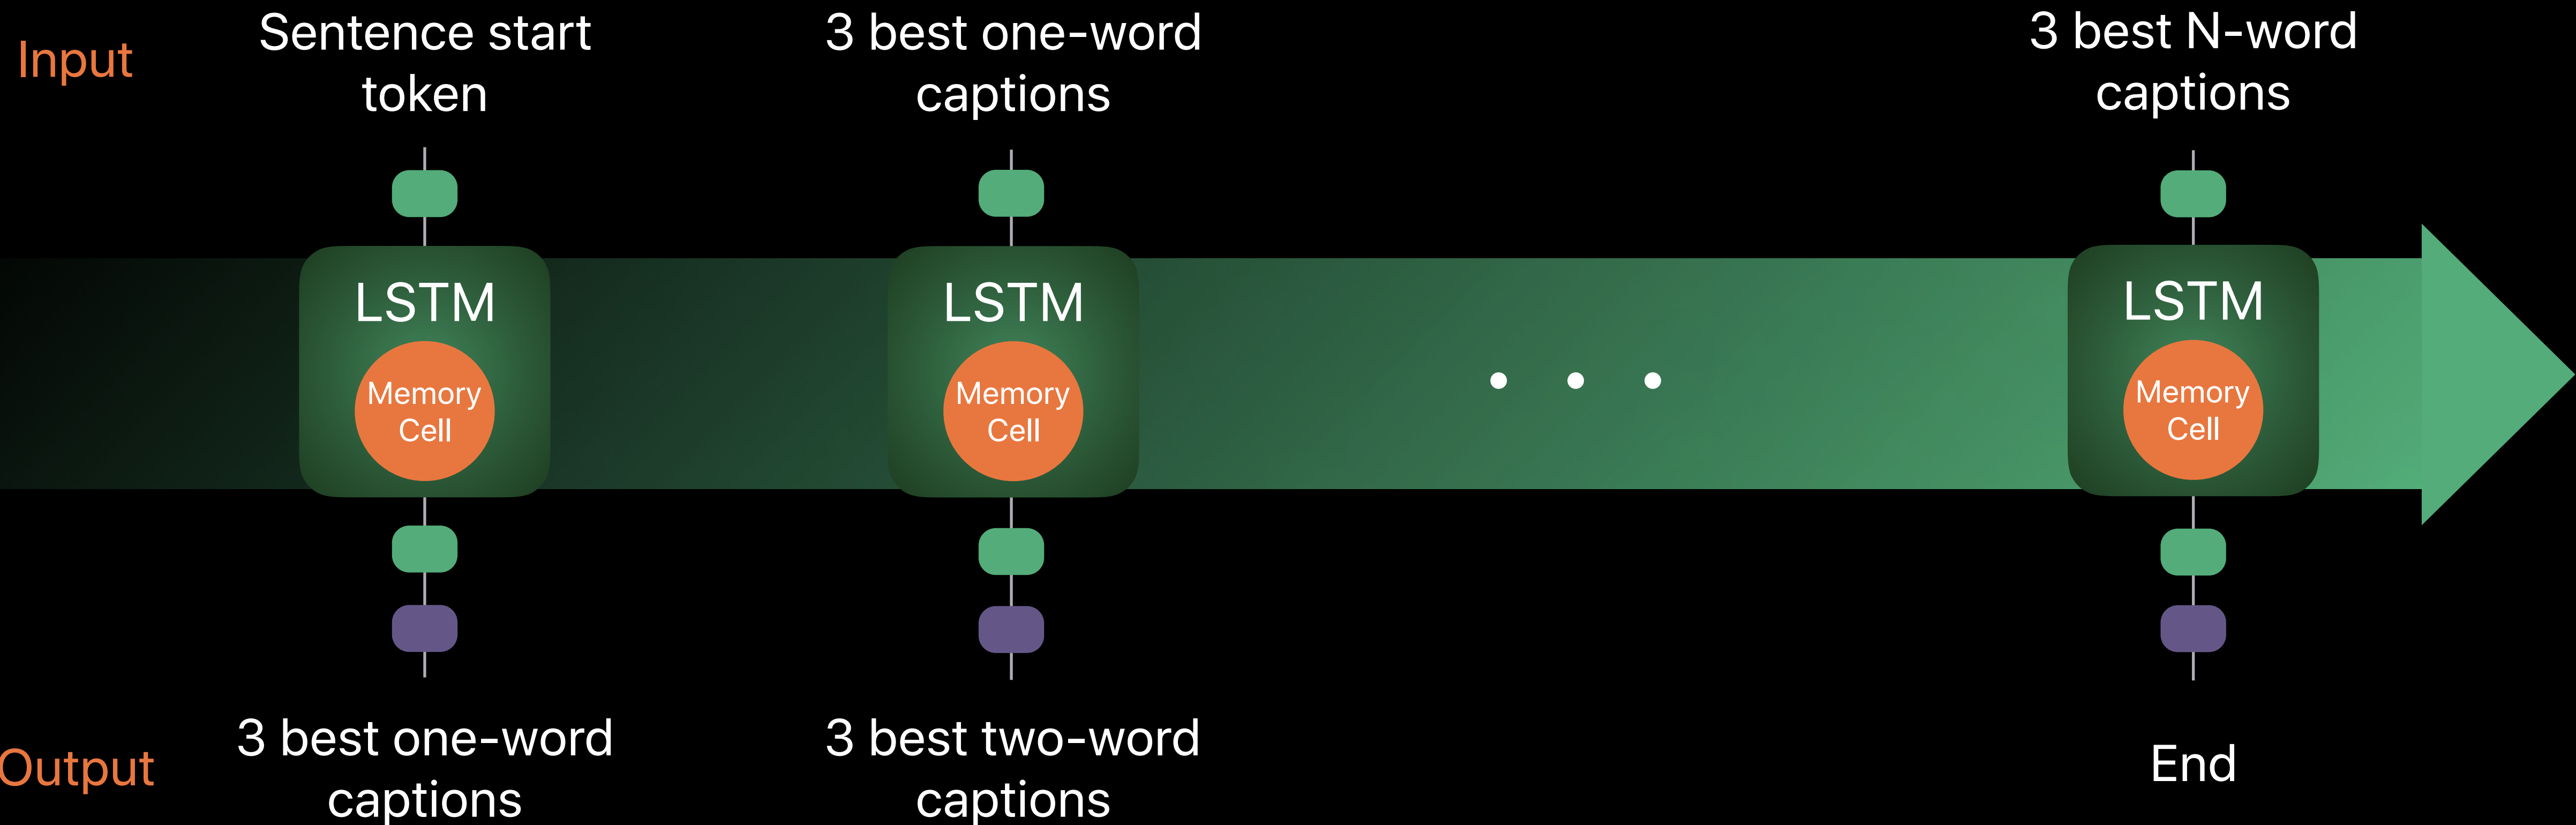 Input
Sentence start
token
3 best one-word
captions
3 best N-word
captions
LSTM
Memory
Cell
LSTM
Memory
Cell
LSTM
Memory
Cell
Output
3 best one-word
captions
3 best two-word
captions
End